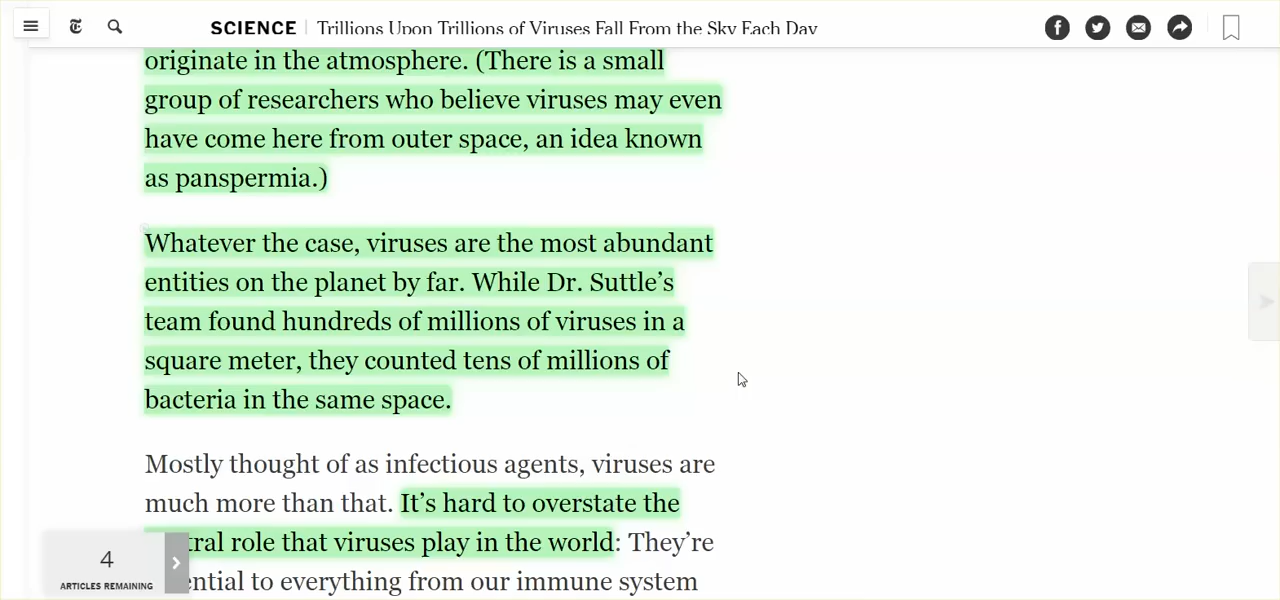 SCIENCE Trillions Upon Trillions of Viruses Fall From the Sky Each Day
originate in the atmosphere. (There is a small
group of researchers who believe viruses may even
have come here from outer space, an idea known
as panspermia.)
Whatever the case, viruses are the most abundant
entities on the planet by far. While Dr. Suttle’s
team found hundreds of millions of viruses in a
square meter, they counted tens of millions of
bacteria in the same space.
Mostly thought of as infectious agents, viruses are
much more than that. It’s hard to overstate the
tral role that viruses play in the world: They’re
ential to everything from our immune system
4
ARTICLES REMAINING